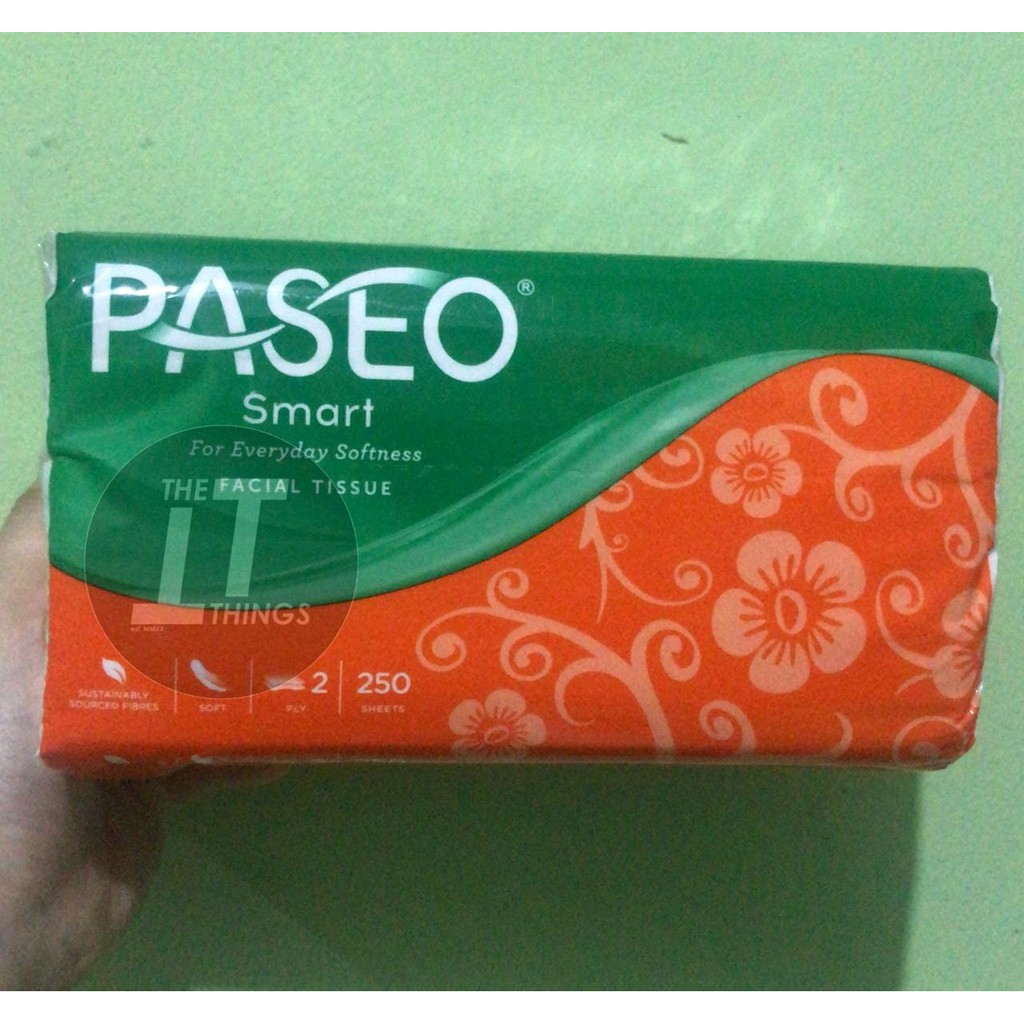 PASEO®
Smart
For Everyday Softness
FACIAL TISSUE
THE
IT
THINGS
SUSTAINABLY
SOURCED FIBRES
SOFT
2
PLY
250
SHEETS